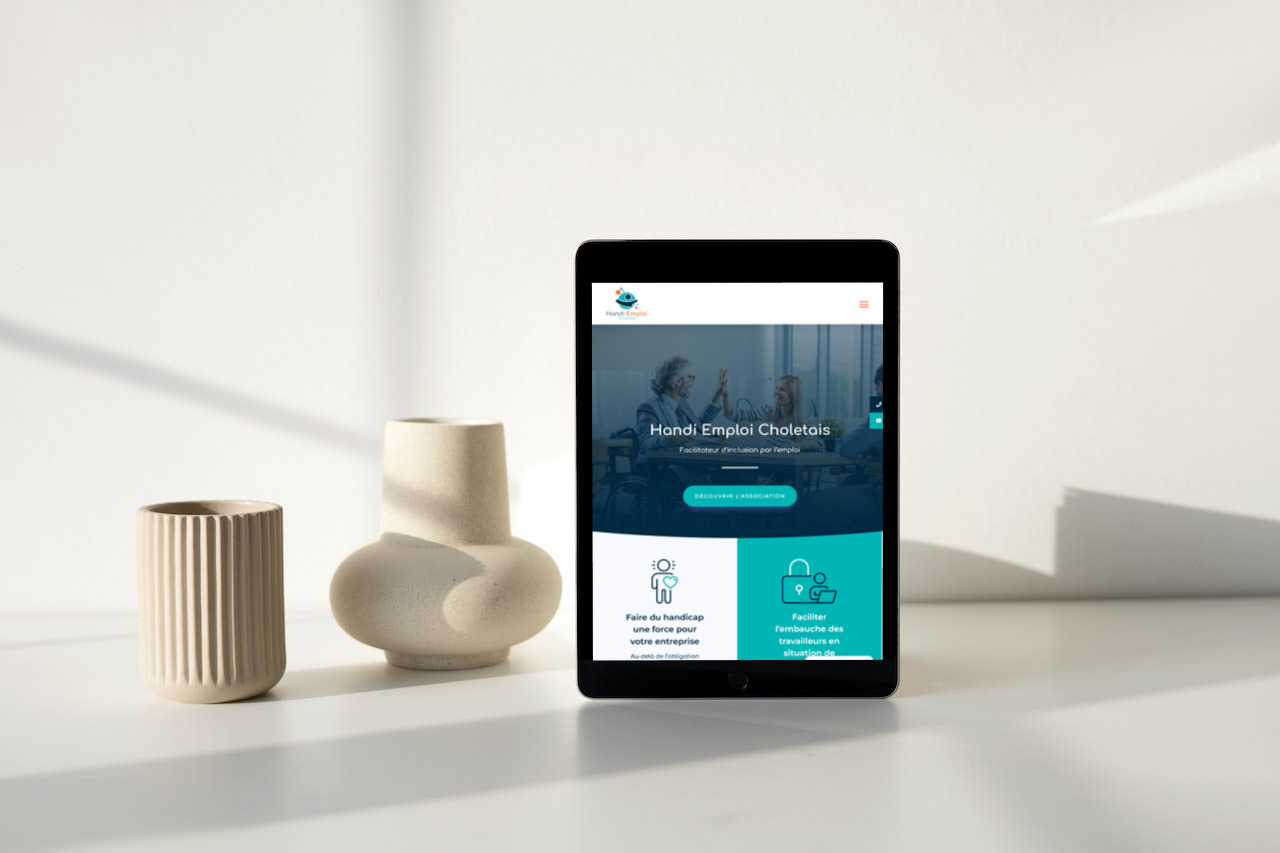 Handi Emploi
Handi Emploi Choletais
Facilitateur d'inclusion par l'emploi
DÉCOUVRIR L'ASSOCIATION
Faire du handicap
une force pour
votre entreprise
Au-delà de l'obligation
Faciliter
l'embauche des
travailleurs en
situation de